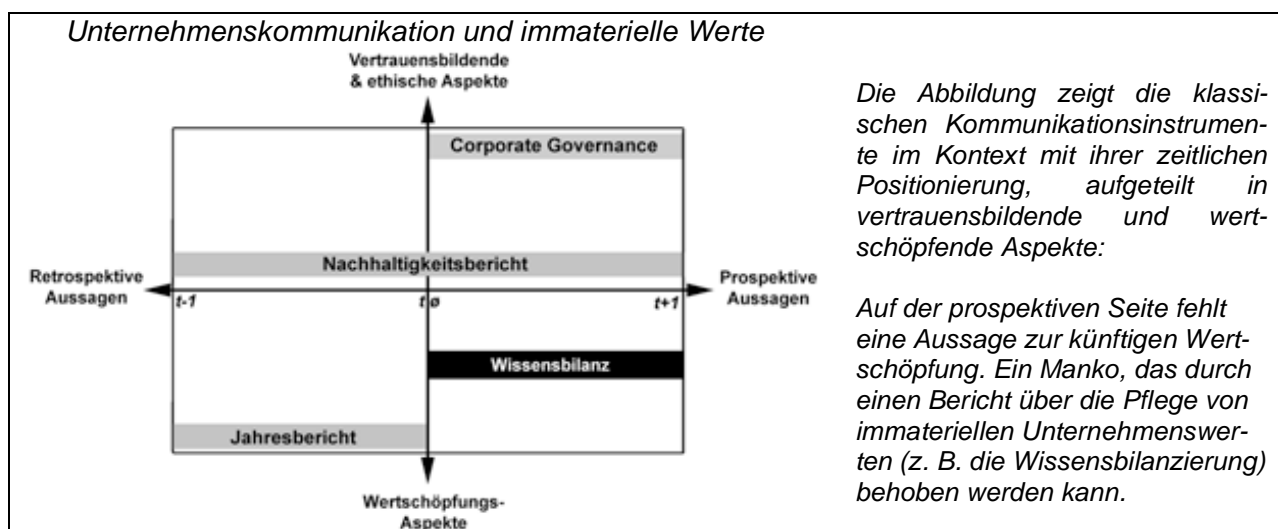 Unternehmenskommunikation und immaterielle Werte
Vertrauensbildende
& ethische Aspekte
Corporate Governance
Nachhaltigkeitsbericht
Retrospektive
Aussagen
Prospektive
Aussagen
t-1
t ø
t+1
Wissensbilanz
Jahresbericht
Wertschöpfungs-
Aspekte
Die Abbildung zeigt die klassi-
schen Kommunikationsinstrumen-
te im Kontext mit ihrer zeitlichen
Positionierung, aufgeteilt in
vertrauensbildende und wert-
schöpfende Aspekte:
Auf der prospektiven Seite fehlt
eine Aussage zur künftigen Wert-
schöpfung. Ein Manko, das durch
einen Bericht über die Pflege von
immateriellen Unternehmenswer-
ten (z. B. die Wissensbilanzierung)
behoben werden kann.